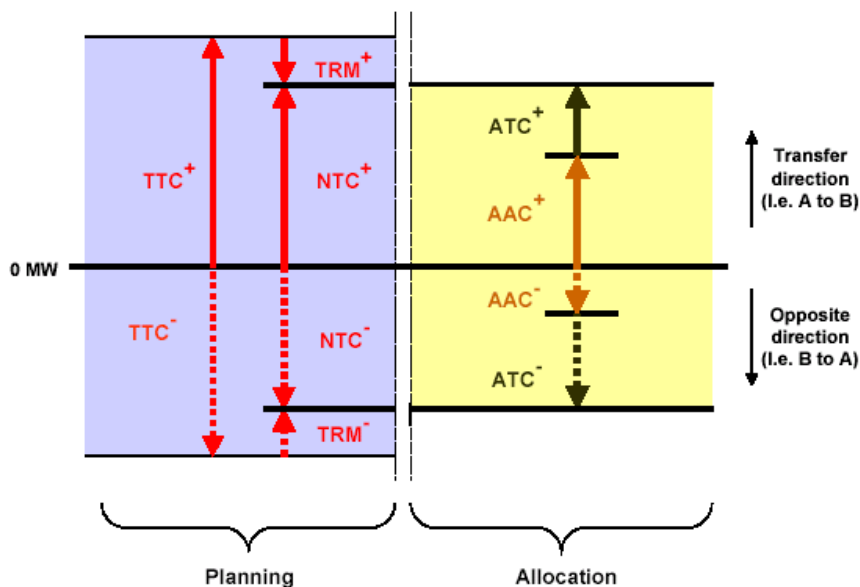 TRM+
ATC+
TTC+
NTC+
Transfer
direction
(I.e. A to B)
AAC+
0 MW
AAC-
TTC-
NTC-
Opposite
direction
(I.e. B to A)
ATC-
TRM-
Planning
Allocation